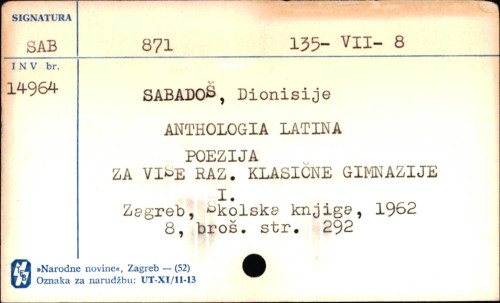 SIGNATURA
SAB 871 135- VII- 8
INV br.
14964
SABADOŠ, Dionisije
ANTHOLOGIA LATINA
POEZIJA
ZA VIŠE RAZ. KLASIČNE GIMNAZIJE
I.
Zagreb, Školska knjiga, 1962
8, broš. str. 292
»Narodne novine«, Zagreb — (52)
Oznaka za narudžbu: UT-XI/11-13